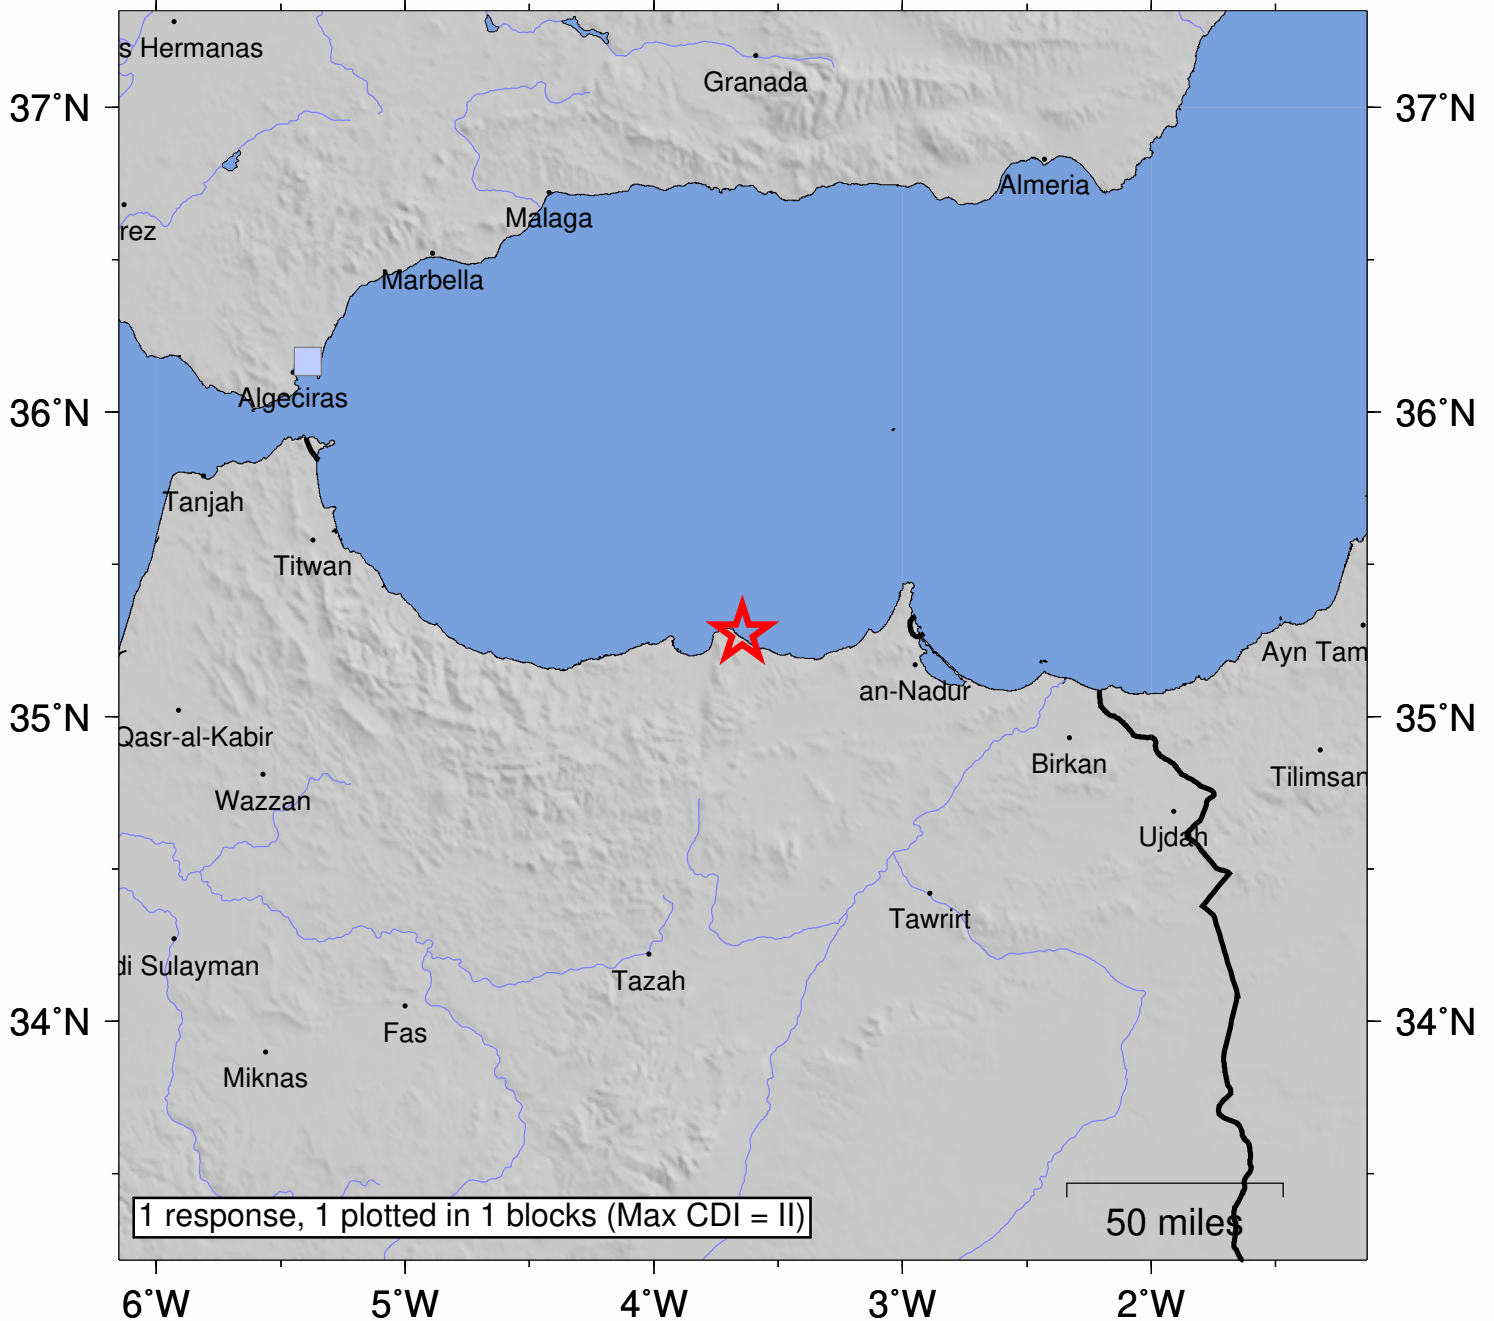 s Hermanas
Granada
37°N
37°N
Almeria
Malaga
rez
Marbella
Algeciras
36°N
36°N
Tanjah
Titwan
Ayn Tam
an-Nadur
35°N
35°N
Qasr-al-Kabir
Birkan
Tilimsan
Wazzan
Ujdah
Tawrirt
di Sulayman
Tazah
34°N
34°N
Fas
Miknas
1 response, 1 plotted in 1 blocks (Max CDI = II)
50 miles
6°W 5°W 4°W 3°W 2°W